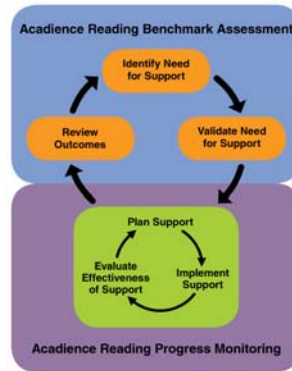 Acadience Reading Benchmark Assessment
Identify Need
for Support
Review
Outcomes
Validate Need
for Support
Plan Support
Evaluate
Effectiveness
of Support
Implement
Support
Acadience Reading Progress Monitoring